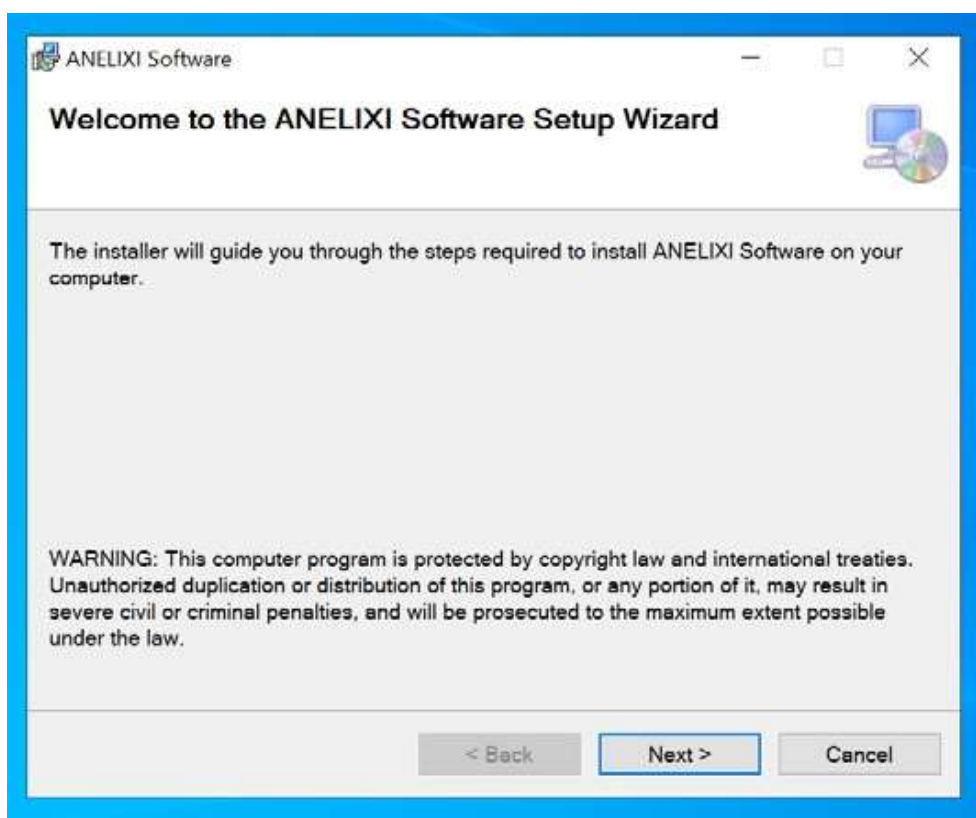 ANELIXI Software
Welcome to the ANELIXI Software Setup Wizard
The installer will guide you through the steps required to install ANELIXI Software on your
computer.
WARNING: This computer program is protected by copyright law and international treaties.
Unauthorized duplication or distribution of this program, or any portion of it, may result in
severe civil or criminal penalties, and will be prosecuted to the maximum extent possible
under the law.
< Back Next > Cancel